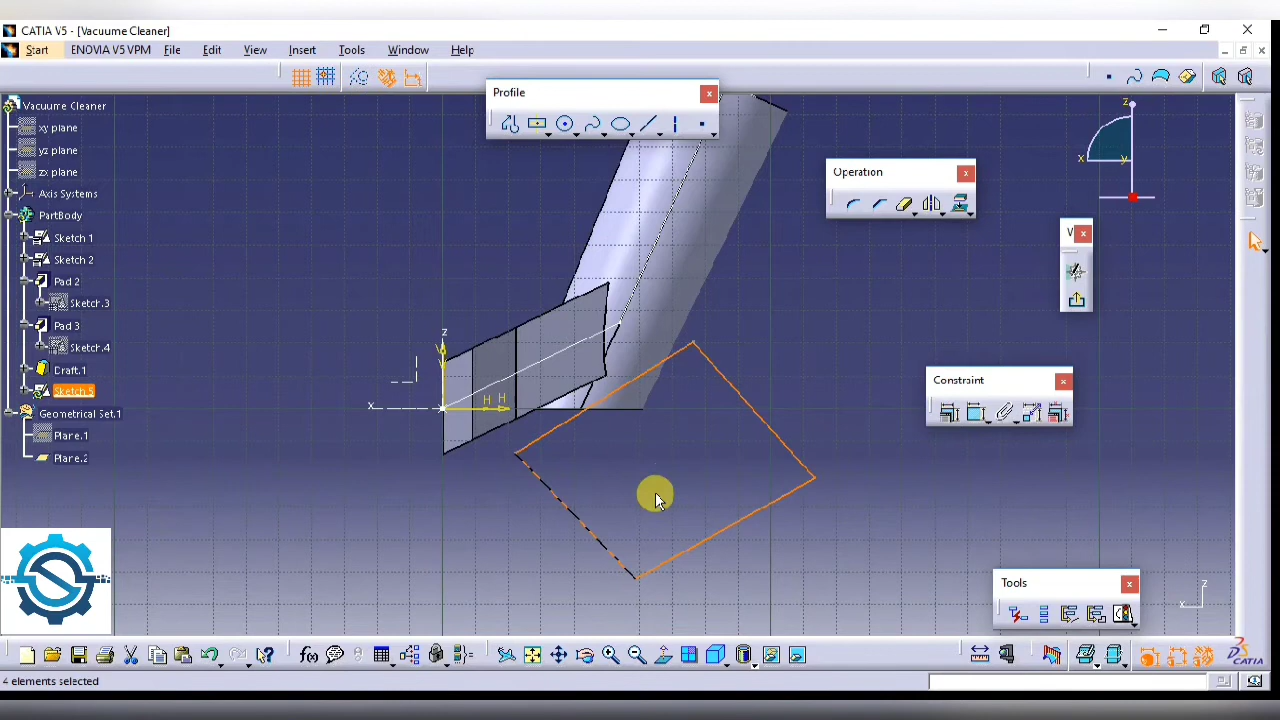 CATIA V5 - [Vacuume Cleaner]
Start ENOVIA V5 VPM File Edit View Insert Tools Window Help
Profile
Vacuume Cleaner
xy plane
yz plane
zx plane
Axis Systems
PartBody
Sketch 1
Sketch 2
Pad 2
Sketch.3
Pad 3
Sketch.4
Draft.1
Sketch.5
Geometrical Set.1
Plane.1
Plane.2
z
x
y
Operation
V
Constraint
z
V
H H
x
Tools
z
x
S
f(x)
CATIA
4 elements selected